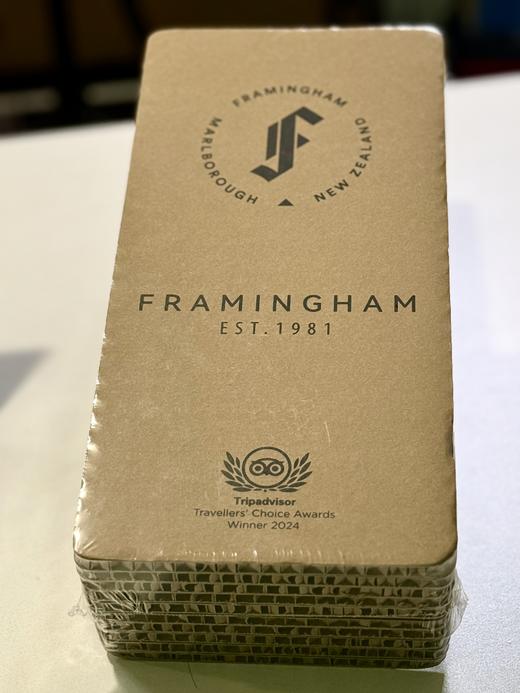 FRAMINGHAM
MARLBOROUGH
NEW ZEALAND
FRAMINGHAM
EST.1981
Tripadvisor
Travellers' Choice Awards
Winner 2024